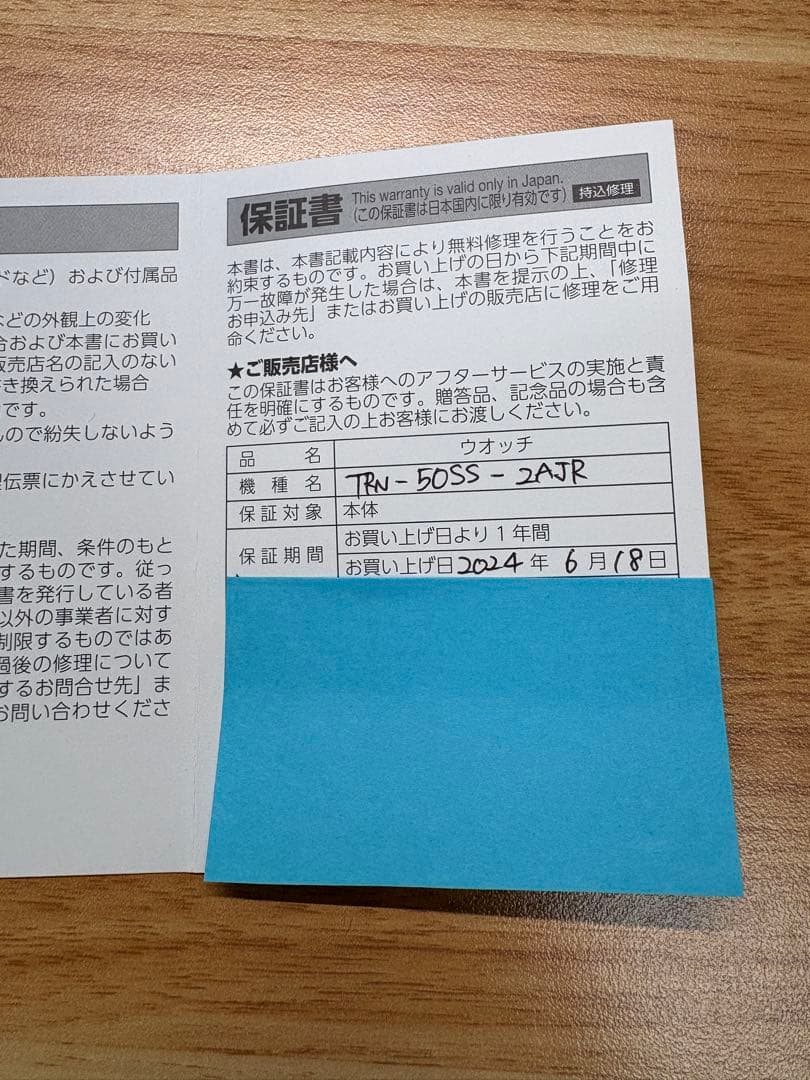 ドなど) および付属品
などの外観上の変化
合および本書にお買い
販売店名の記入のない
き換えられた場合
です。
ので紛失しないよう
伝票にかえさせてい
た期間、条件のもと
するものです。従っ
書を発行している者
以外の事業者に対す
制限するものではあ
過後の修理について
するお問合せ先」ま
お問い合わせくださ
保証書 This warranty is valid only in Japan.
(この保証書は日本国内に限り有効です) 持込修理
本書は、本書記載内容により無料修理を行うことをお
約束するものです。お買い上げの日から下記期間中に
万一故障が発生した場合は、本書を提示の上、「修理
お申込み先」またはお買い上げの販売店に修理をご用
命ください。
★ご販売店様へ
この保証書はお客様へのアフターサービスの実施と責
任を明確にするものです。贈答品、記念品の場合も含
めて必ずご記入の上お客様にお渡しください。
品名 ウオッチ
機種名 TRN-50SS-2AJR
保証対象 本体
保証期間 お買い上げ日より1年間
お買い上げ日 2024年 6月18日